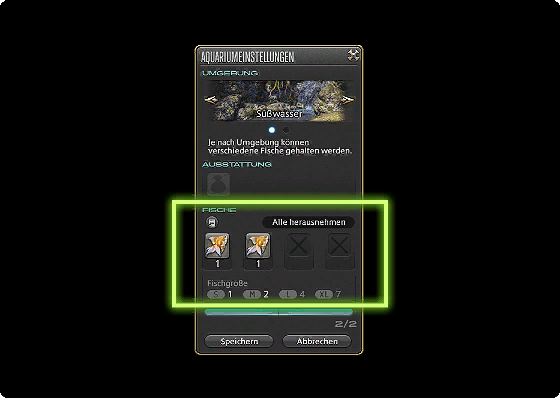 AQUARIUMEINSTELLUNGEN
UMGEBUNG
Süßwasser
Je nach Umgebung können
verschiedene Fische gehalten werden.
AUSSTATTUNG
FISCHE
Alle herausnehmen
1 1
Fischgröße
S 1 M 2 L 4 XL 7
2/2
Speichern Abbrechen